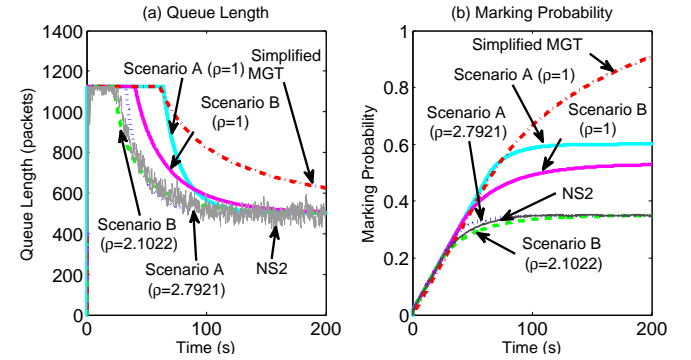 (a) Queue Length
1400
1200
1000
800
600
400
200
0
0
100
200
Queue Length (packets)
Time (s)
Simplified
MGT
Scenario A (ρ=1)
Scenario B
(ρ=1)
Scenario B
(ρ=2.1022)
Scenario A
(ρ=2.7921)
NS2
(b) Marking Probability
1
0.8
0.6
0.4
0.2
0
0
100
200
Marking Probability
Time (s)
Simplified MGT
Scenario A (ρ=1)
Scenario B
(ρ=1)
Scenario A
(ρ=2.7921)
NS2
Scenario B
(ρ=2.1022)